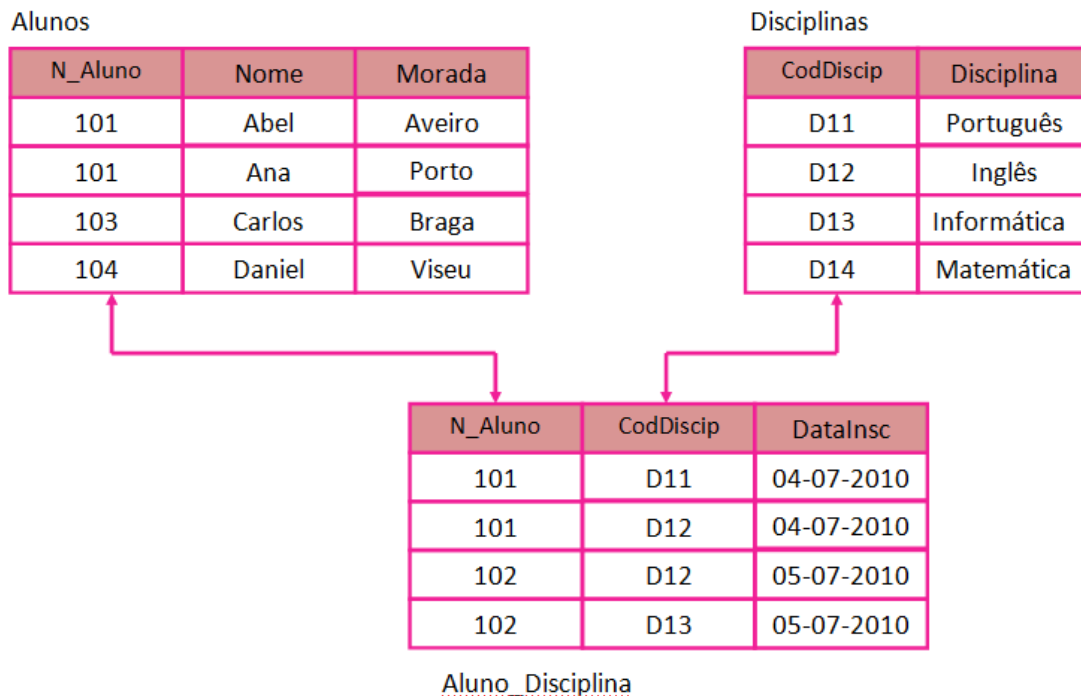 Alunos
N_Aluno Nome Morada
101 Abel Aveiro
101 Ana Porto
103 Carlos Braga
104 Daniel Viseu
Disciplinas
CodDiscip Disciplina
D11 Português
D12 Inglês
D13 Informática
D14 Matemática
N_Aluno CodDiscip DataInsc
101 D11 04-07-2010
101 D12 04-07-2010
102 D12 05-07-2010
102 D13 05-07-2010
Aluno_Disciplina